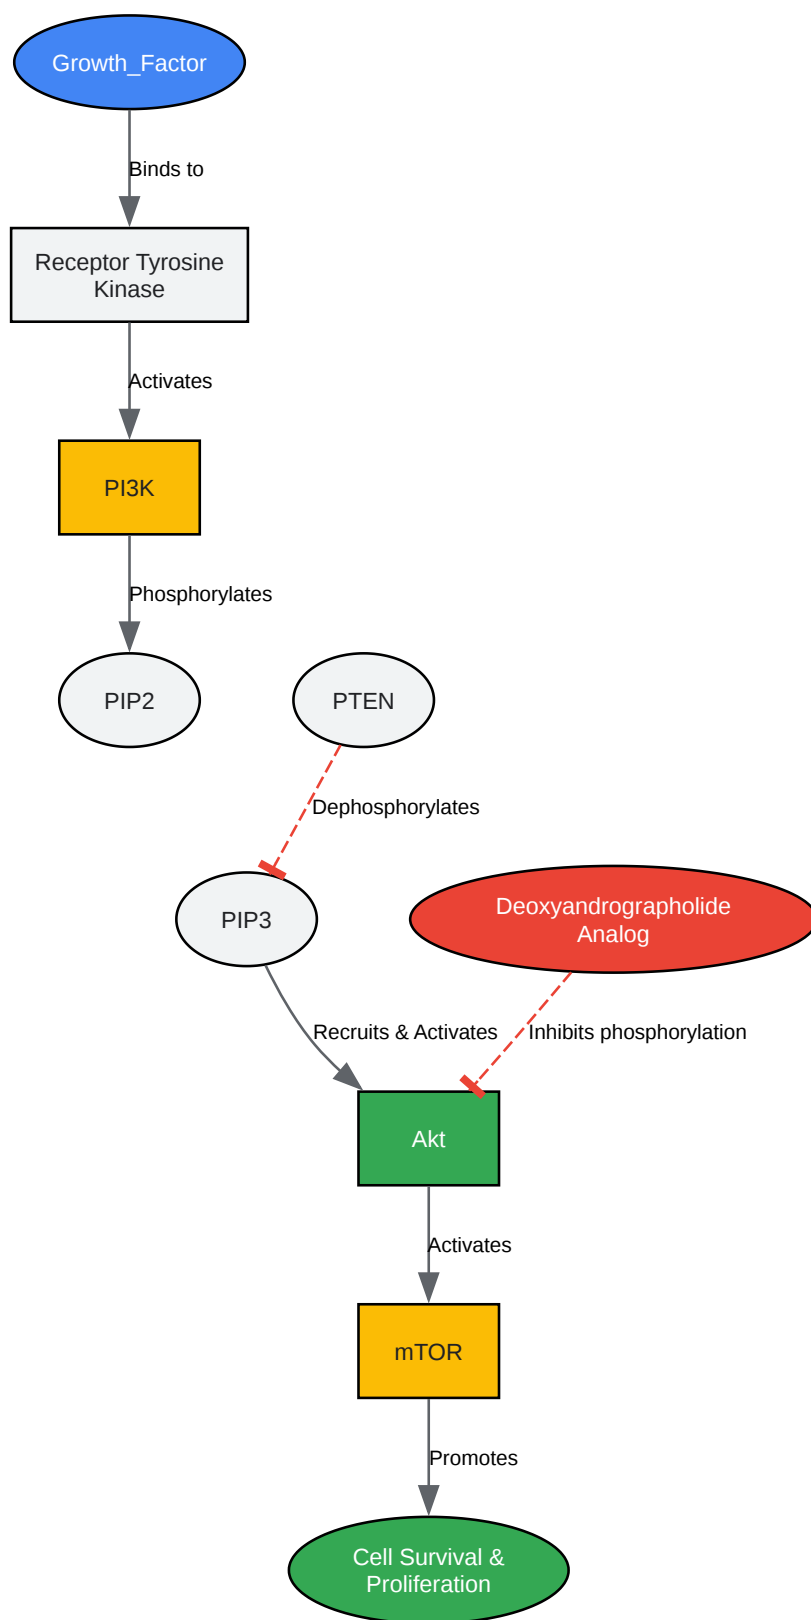 Growth_Factor
Binds to
Receptor Tyrosine
Kinase
Activates
PI3K
Phosphorylates
PIP2
PTEN
Dephosphorylates
PIP3
Deoxyandrographolide
Analog
Recruits & Activates
Inhibits phosphorylation
Akt
Activates
mTOR
Promotes
Cell Survival &
Proliferation